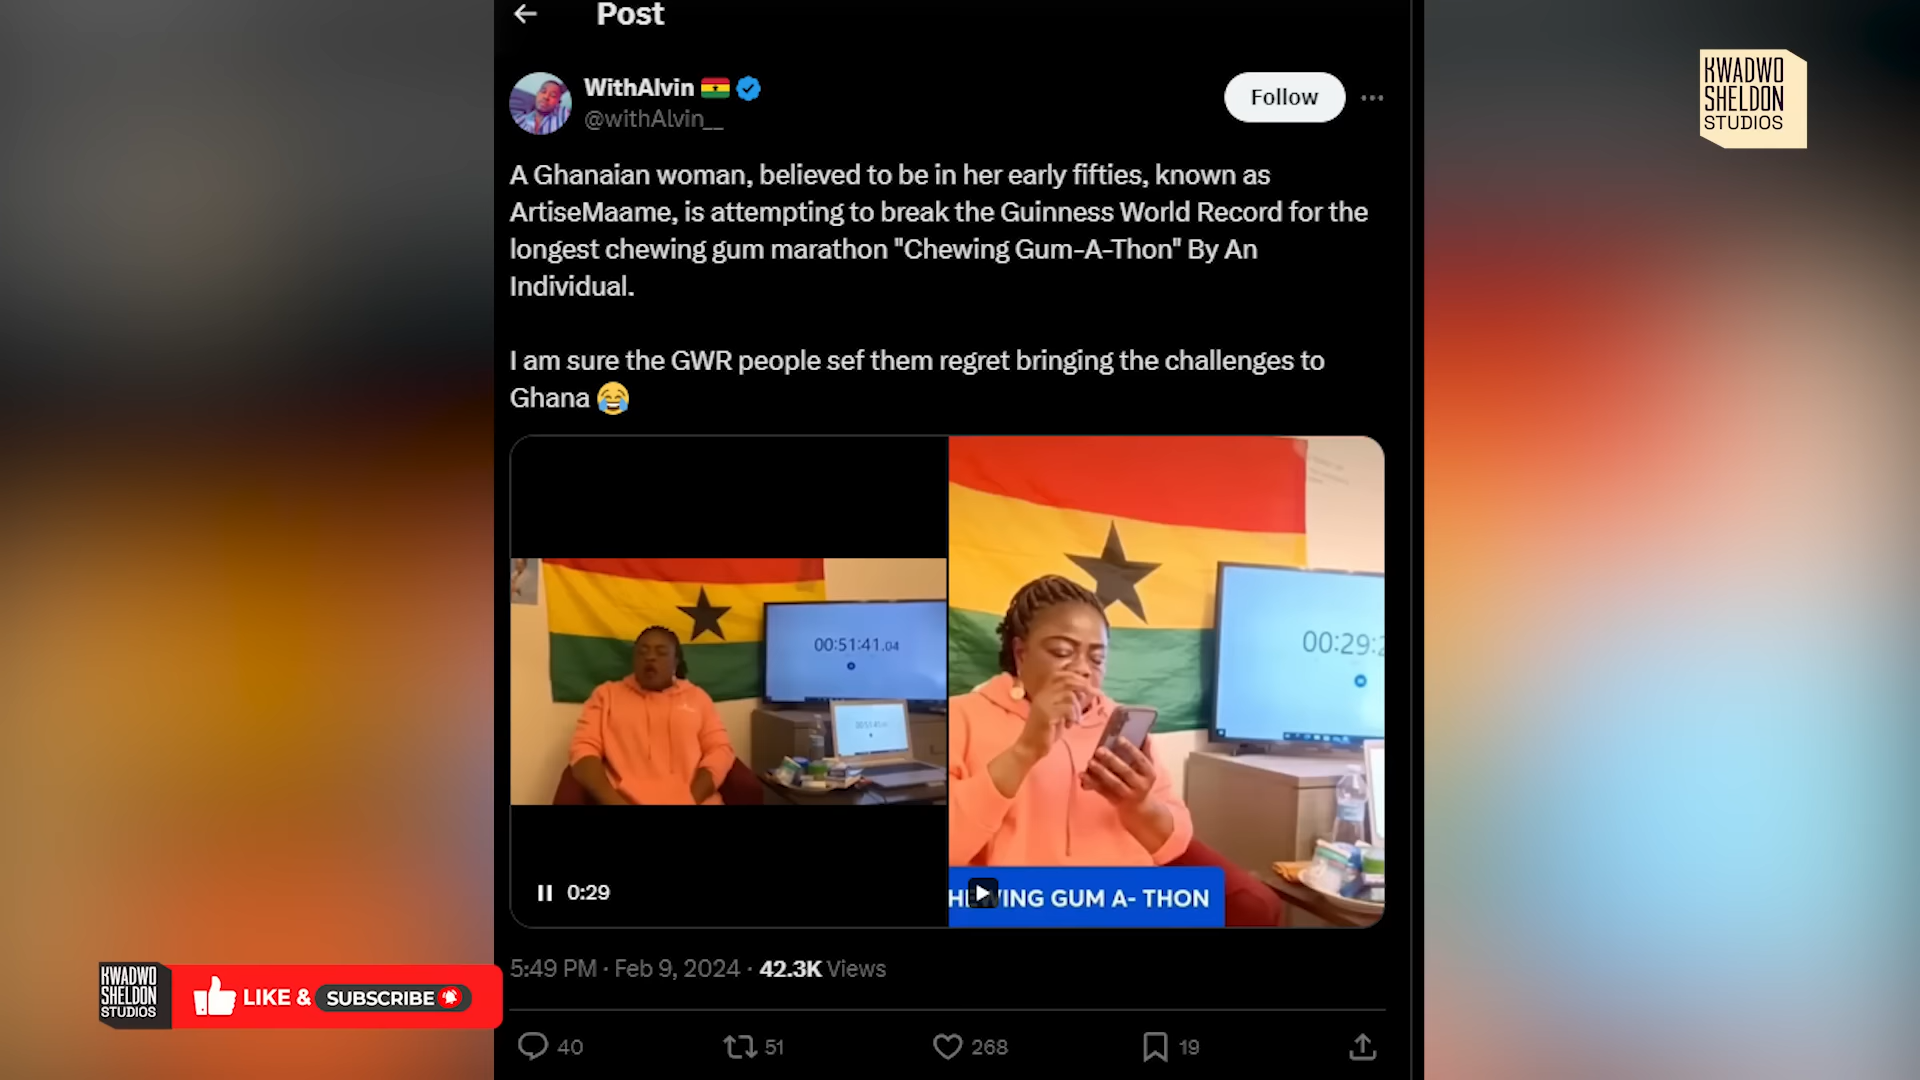 Post
KWADWO
SHELDON
STUDIOS
WithAlvin
@withAlvin__
Follow
A Ghanaian woman, believed to be in her early fifties, known as
ArtiseMaame, is attempting to break the Guinness World Record for the
longest chewing gum marathon "Chewing Gum-A-Thon" By An
Individual.
I am sure the GWR people sef them regret bringing the challenges to
Ghana 😂
00:51:41.04
00:29:
0:29
ING GUM A- THON
5:49 PM · Feb 9, 2024 · 42.3K Views
KWADWO
SHELDON
STUDIOS
LIKE & SUBSCRIBE
40
51
268
19